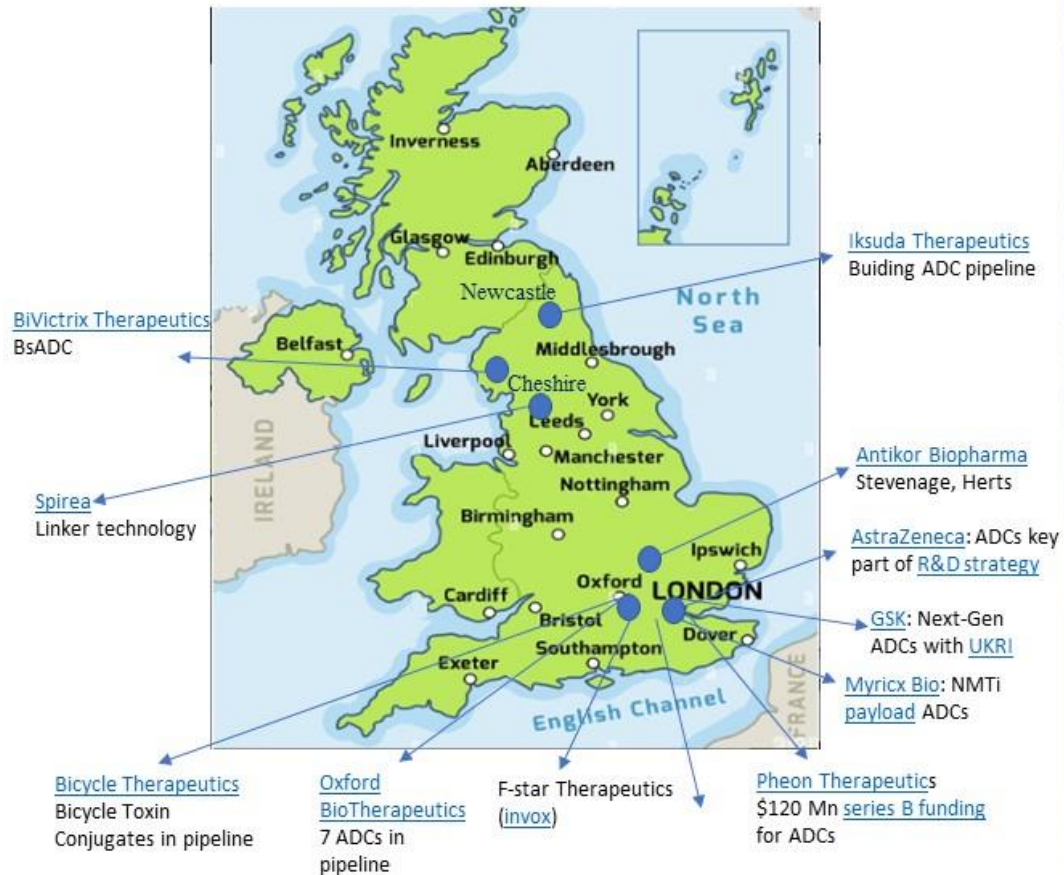 Inverness
Aberdeen
Glasgow
Edinburgh
Newcastle
North
Sea
Iksuda Therapeutics
Buiding ADC pipeline
BiVictrix Therapeutics
BsADC
Belfast
Middlesbrough
Cheshire
York
Leeds
Liverpool
Manchester
IRELAND
Spirea
Linker technology
Nottingham
Antikor Biopharma
Stevenage, Herts
Birmingham
Ipswich
AstraZeneca: ADCs key
part of R&D strategy
Oxford
LONDON
Cardiff
Bristol
Dover
GSK: Next-Gen
ADCs with UKRI
Southampton
Exeter
Myricx Bio: NMTi
payload ADCs
English Channel
FRANCE
Bicycle Therapeutics
Bicycle Toxin
Conjugates in pipeline
Oxford
BioTherapeutics
7 ADCs in
pipeline
F-star Therapeutics
(invox)
Pheon Therapeutics
$120 Mn series B funding
for ADCs